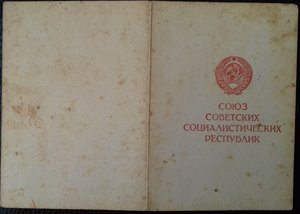 СОЮЗ
СОВЕТСКИХ
СОЦИАЛИСТИЧЕСКИХ
РЕСПУБЛИК